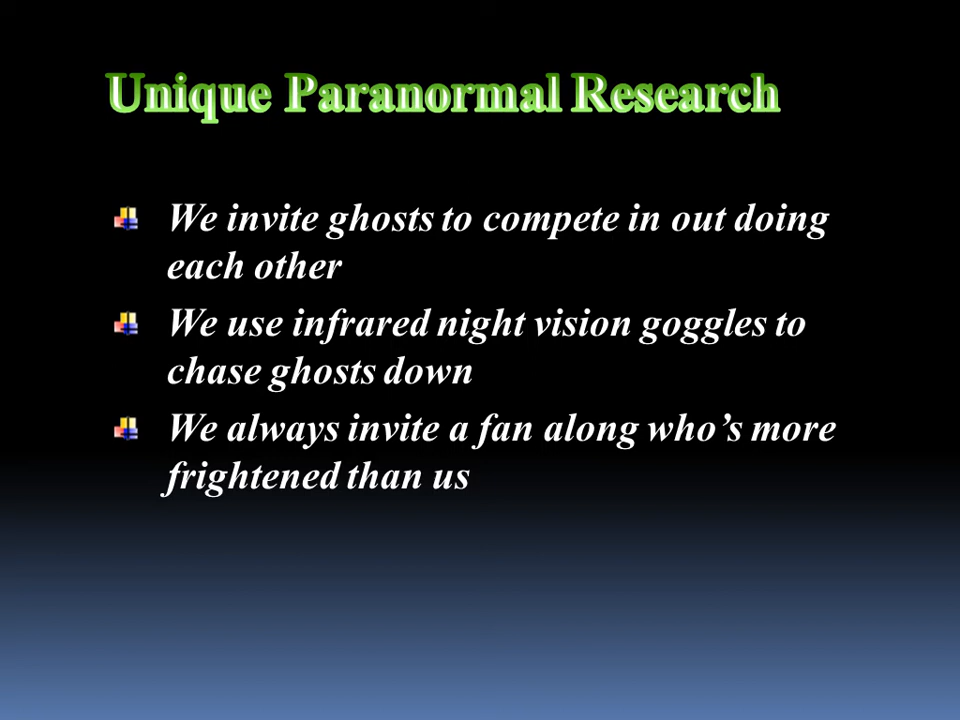 Unique Paranormal Research
We invite ghosts to compete in out doing
each other
We use infrared night vision goggles to
chase ghosts down
We always invite a fan along who’s more
frightened than us